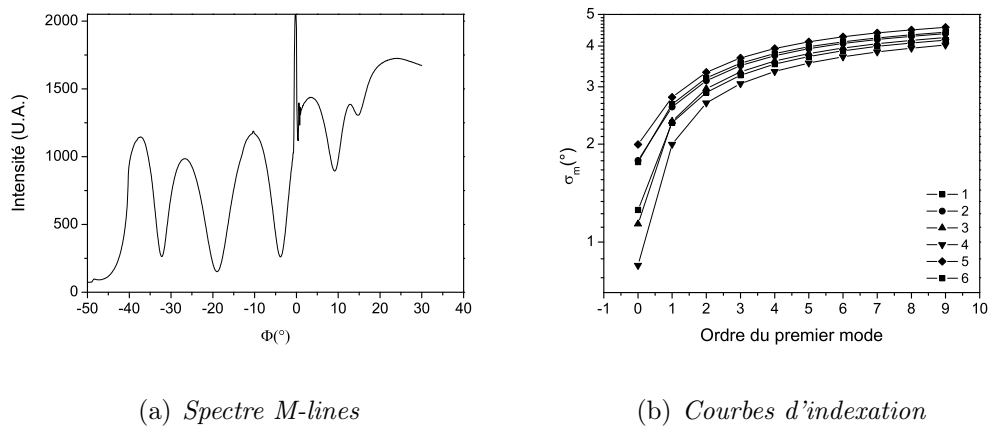 2000
1500
1000
500
0
Intensité (U.A.)
-50 -40 -30 -20 -10 0 10 20 30 40
Φ(°)
5
4
3
2
1
σm(°)
-1 0 1 2 3 4 5 6 7 8 9 10
Ordre du premier mode
1
2
3
4
5
6
(a) Spectre M-lines
(b) Courbes d'indexation